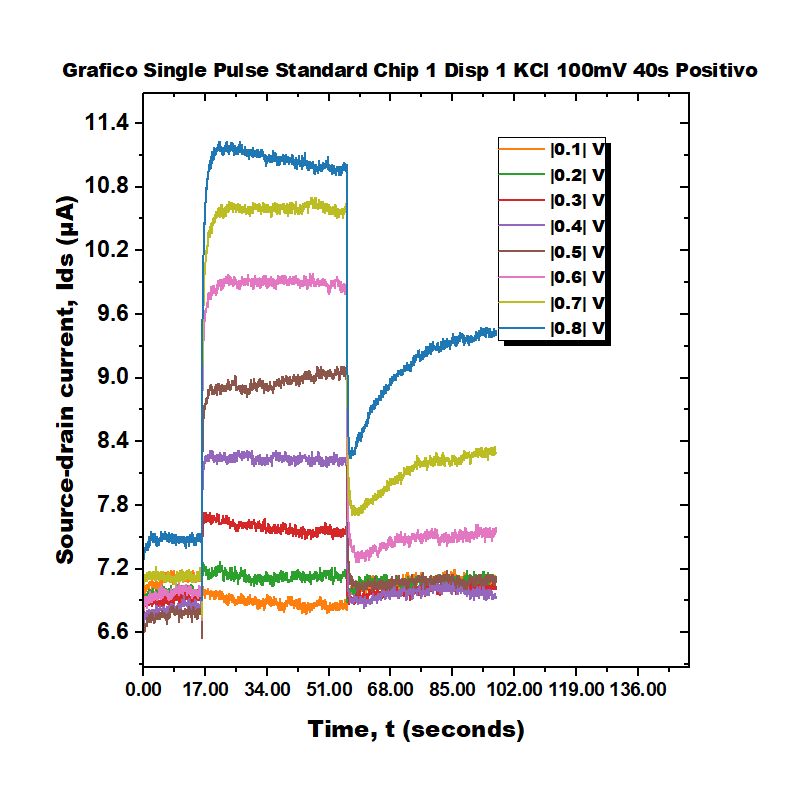 Grafico Single Pulse Standard Chip 1 Disp 1 KCl 100mV 40s Positivo
11.4
10.8
10.2
9.6
9.0
8.4
7.8
7.2
6.6
Source-drain current, Ids (µA)
|0.1| V
|0.2| V
|0.3| V
|0.4| V
|0.5| V
|0.6| V
|0.7| V
|0.8| V
0.00 17.00 34.00 51.00 68.00 85.00 102.00 119.00 136.00
Time, t (seconds)